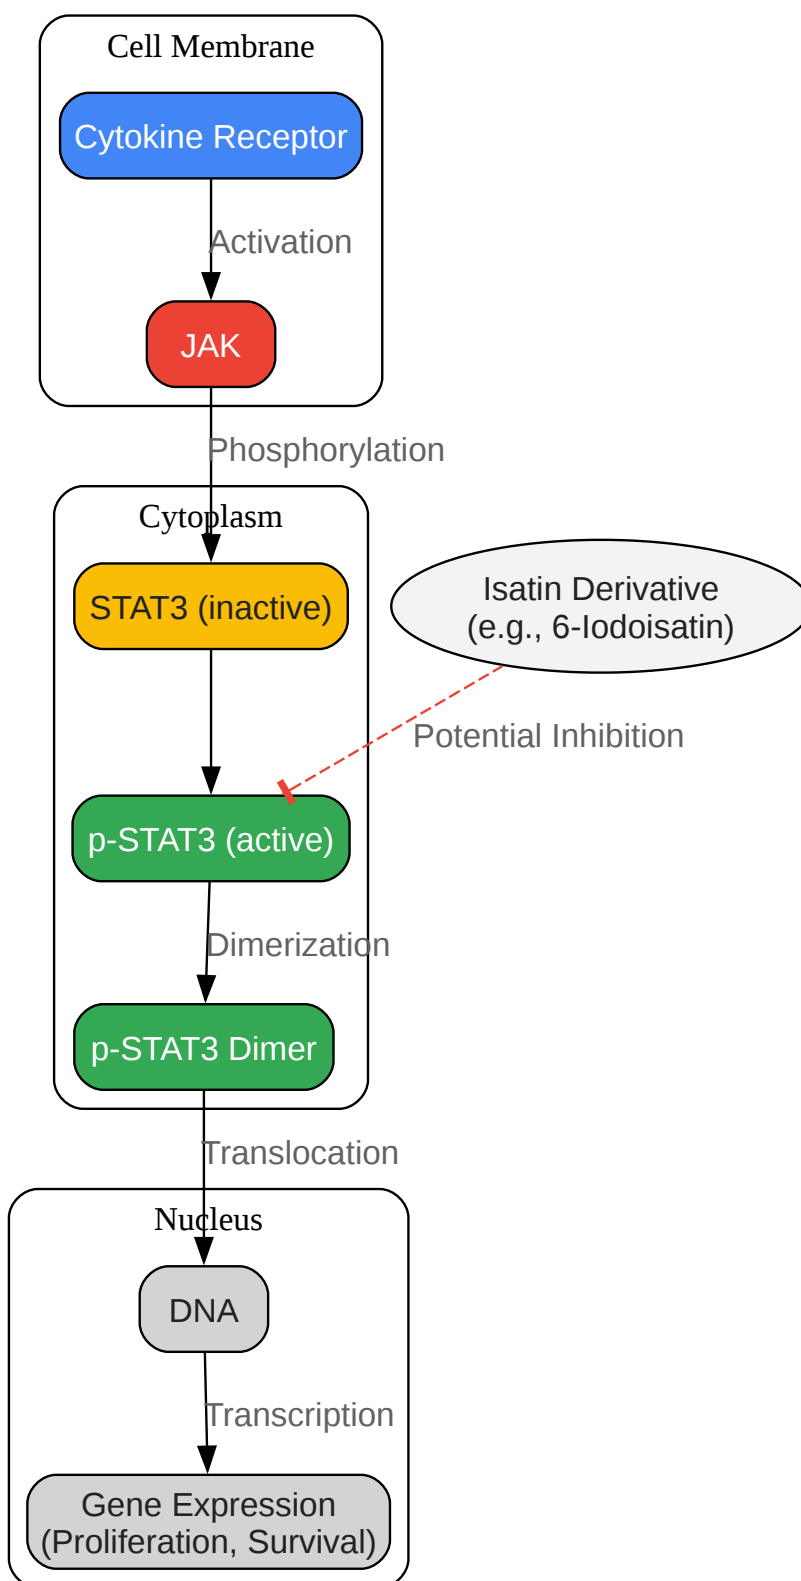 Cell Membrane
Cytokine Receptor
Activation
JAK
Phosphorylation
Cytoplasm
STAT3 (inactive)
Isatin Derivative
(e.g., 6-Iodoisatin)
Potential Inhibition
p-STAT3 (active)
Dimerization
p-STAT3 Dimer
Translocation
Nucleus
DNA
Transcription
Gene Expression
(Proliferation, Survival)